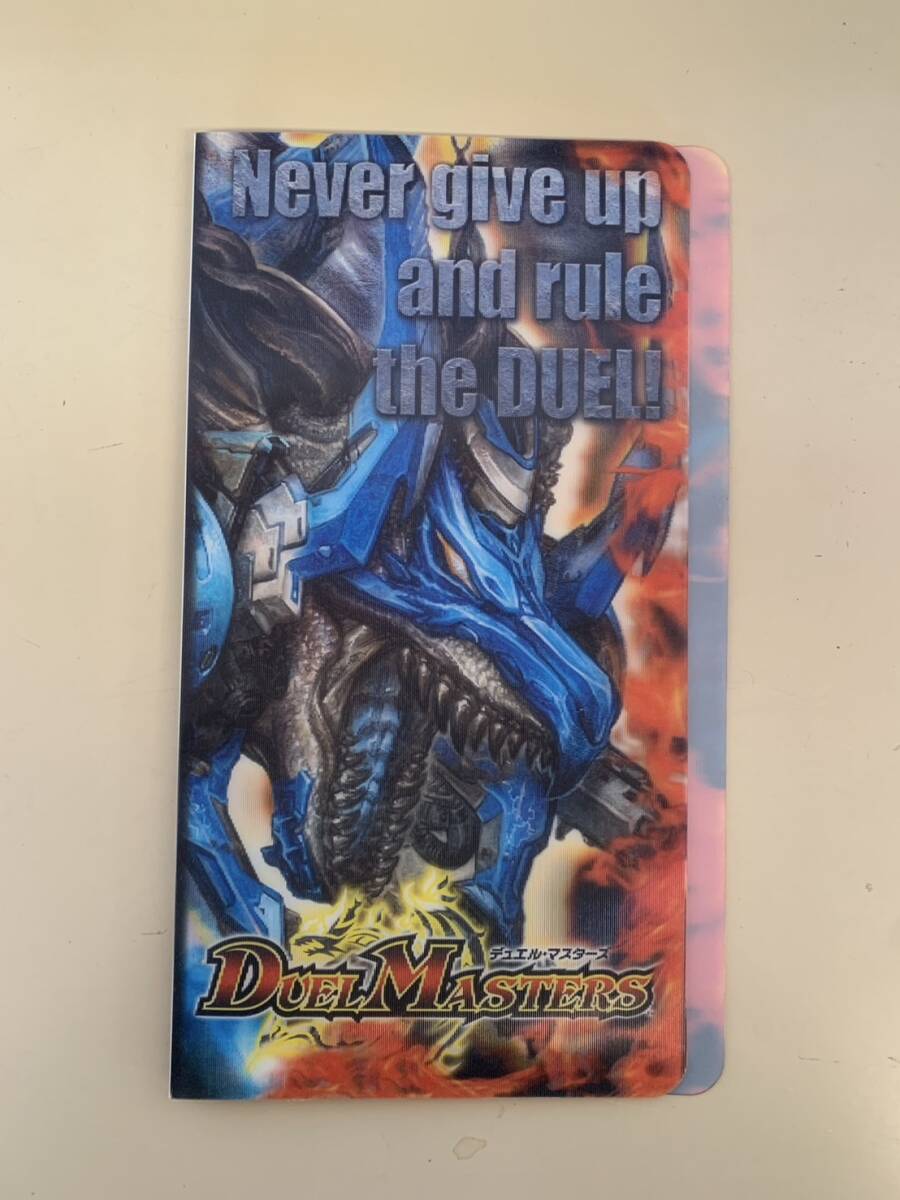 Never give up
and rule
the DUEL!
デュエル・マスターズ
DUEL MASTERS